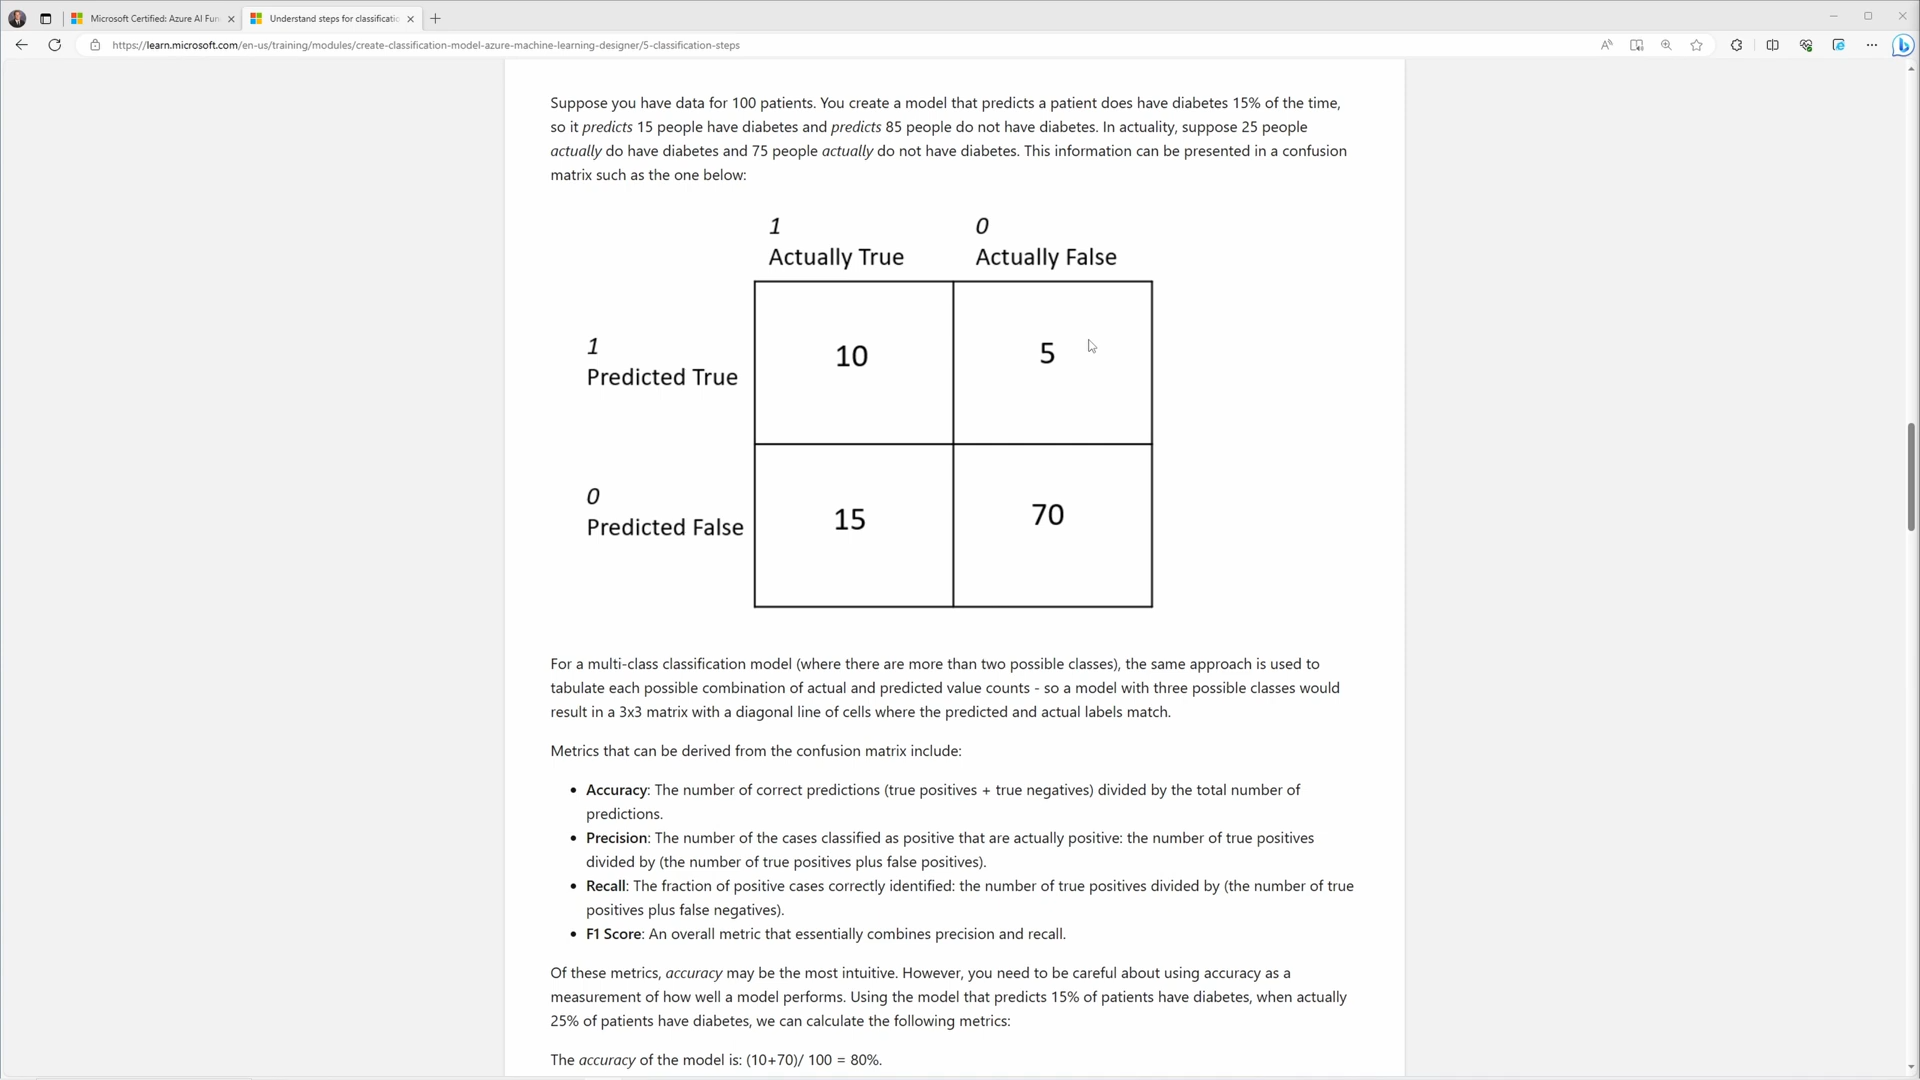 Microsoft Certified: Azure AI Fun
Understand steps for classificatio
https://learn.microsoft.com/en-us/training/modules/create-classification-model-azure-machine-learning-designer/5-classification-steps
Suppose you have data for 100 patients. You create a model that predicts a patient does have diabetes 15% of the time,
so it predicts 15 people have diabetes and predicts 85 people do not have diabetes. In actuality, suppose 25 people
actually do have diabetes and 75 people actually do not have diabetes. This information can be presented in a confusion
matrix such as the one below:
1 0
Actually True Actually False
1
Predicted True 10 5
0
Predicted False 15 70
For a multi-class classification model (where there are more than two possible classes), the same approach is used to
tabulate each possible combination of actual and predicted value counts - so a model with three possible classes would
result in a 3x3 matrix with a diagonal line of cells where the predicted and actual labels match.
Metrics that can be derived from the confusion matrix include:
• Accuracy: The number of correct predictions (true positives + true negatives) divided by the total number of
predictions.
• Precision: The number of the cases classified as positive that are actually positive: the number of true positives
divided by (the number of true positives plus false positives).
• Recall: The fraction of positive cases correctly identified: the number of true positives divided by (the number of true
positives plus false negatives).
• F1 Score: An overall metric that essentially combines precision and recall.
Of these metrics, accuracy may be the most intuitive. However, you need to be careful about using accuracy as a
measurement of how well a model performs. Using the model that predicts 15% of patients have diabetes, when actually
25% of patients have diabetes, we can calculate the following metrics:
The accuracy of the model is: (10+70)/ 100 = 80%.